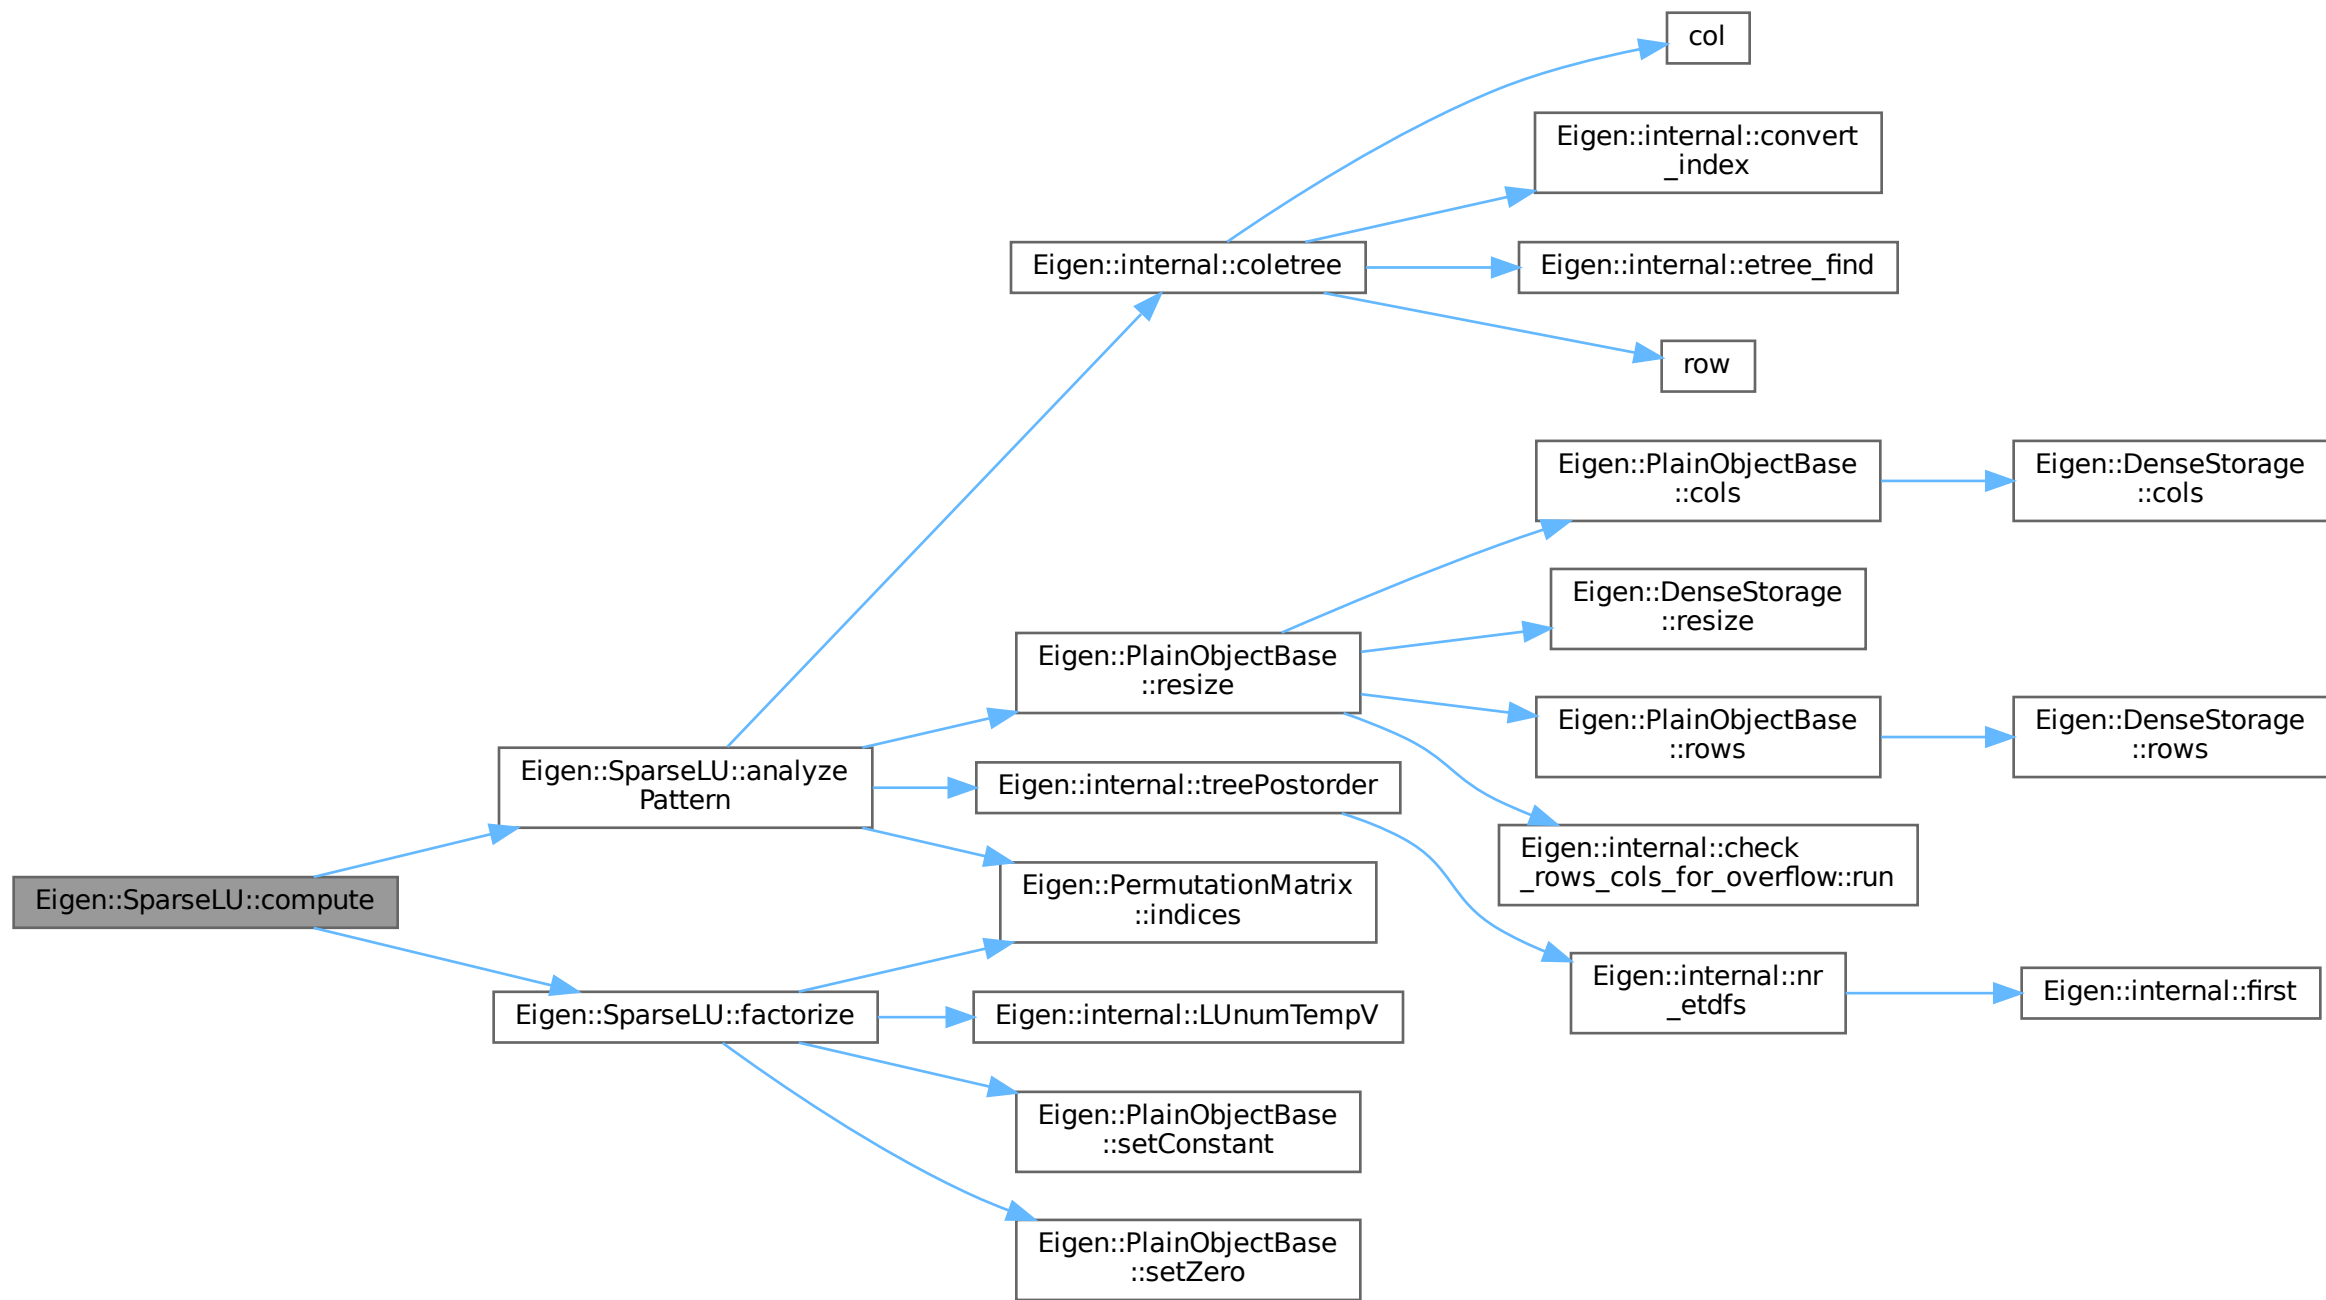 Eigen::SparseLU::compute
Eigen::SparseLU::analyze
Pattern
Eigen::SparseLU::factorize
Eigen::internal::coletree
Eigen::PlainObjectBase
::resize
Eigen::internal::treePostorder
Eigen::PermutationMatrix
::indices
Eigen::internal::LUnumTempV
Eigen::PlainObjectBase
::setConstant
Eigen::PlainObjectBase
::setZero
col
Eigen::internal::convert
_index
Eigen::internal::etree_find
row
Eigen::PlainObjectBase
::cols
Eigen::DenseStorage
::resize
Eigen::PlainObjectBase
::rows
Eigen::internal::check
_rows_cols_for_overflow::run
Eigen::internal::nr
_etdfs
Eigen::DenseStorage
::cols
Eigen::DenseStorage
::rows
Eigen::internal::first